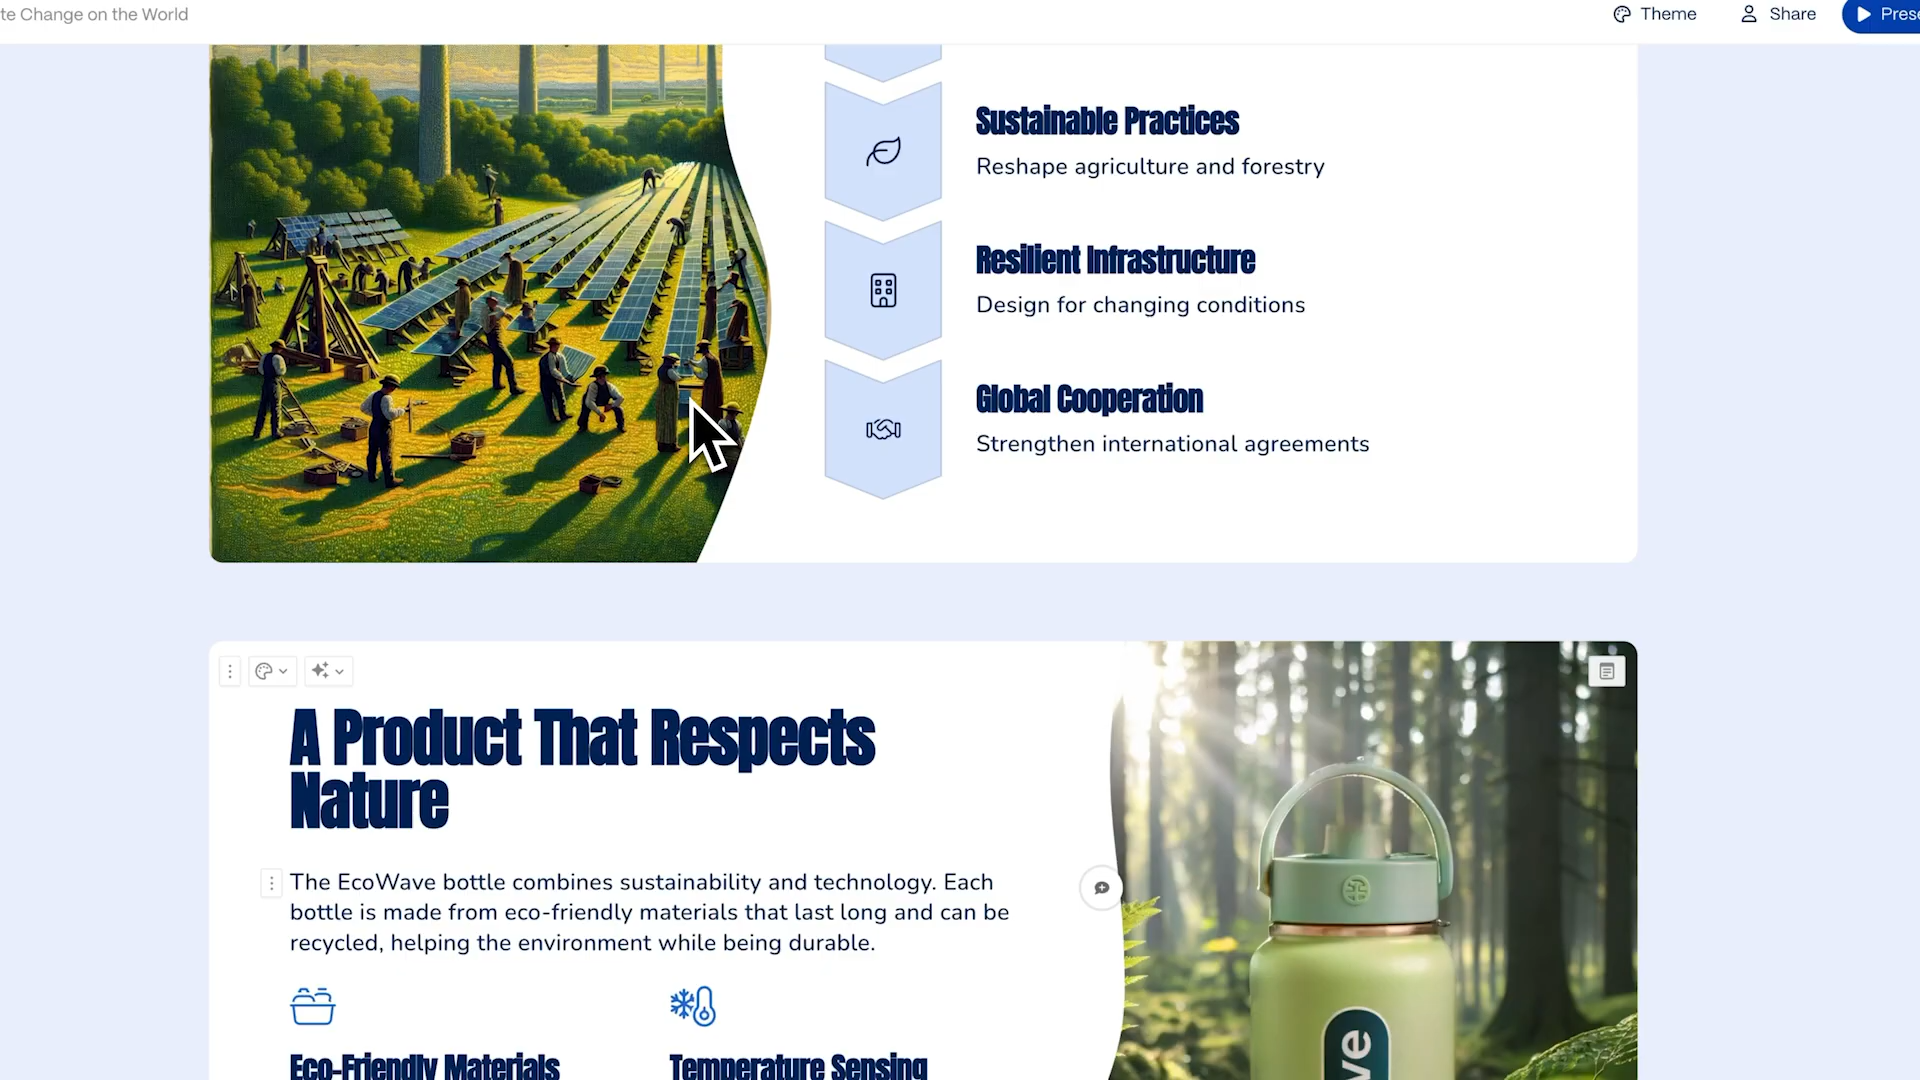 te Change on the World
Theme
Share
Prese
Sustainable Practices
Reshape agriculture and forestry
Resilient Infrastructure
Design for changing conditions
Global Cooperation
Strengthen international agreements
A Product That Respects
Nature
The EcoWave bottle combines sustainability and technology. Each
bottle is made from eco-friendly materials that last long and can be
recycled, helping the environment while being durable.
Eco-Friendly Materials
Temperature Sensing
ve